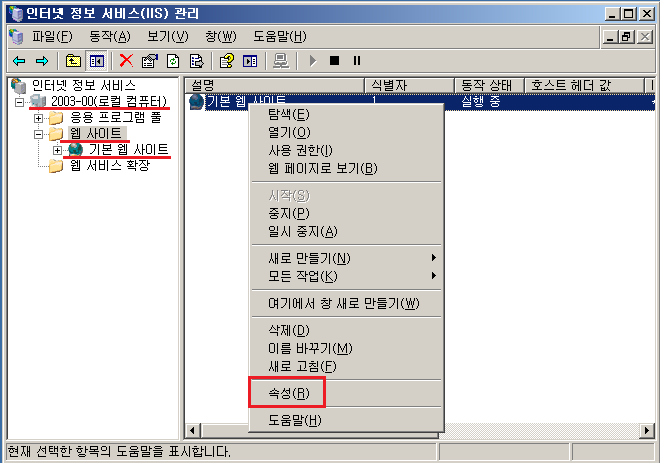 인터넷 정보 서비스(IIS) 관리
파일(F) 동작(A) 보기(V) 창(W) 도움말(H)
인터넷 정보 서비스
2003-00(로컬 컴퓨터)
응용 프로그램 풀
웹 사이트
기본 웹 사이트
웹 서비스 확장
설명 식별자 동작 상태 호스트 헤더 값
기본 웹 사이트 1 실행 중
탐색(E)
열기(O)
사용 권한(I)
웹 페이지로 보기(B)
시작(S)
중지(P)
일시 중지(A)
새로 만들기(N)
모든 작업(K)
여기에서 창 새로 만들기(W)
삭제(D)
이름 바꾸기(M)
새로 고침(F)
속성(R)
도움말(H)
현재 선택한 항목의 도움말을 표시합니다.